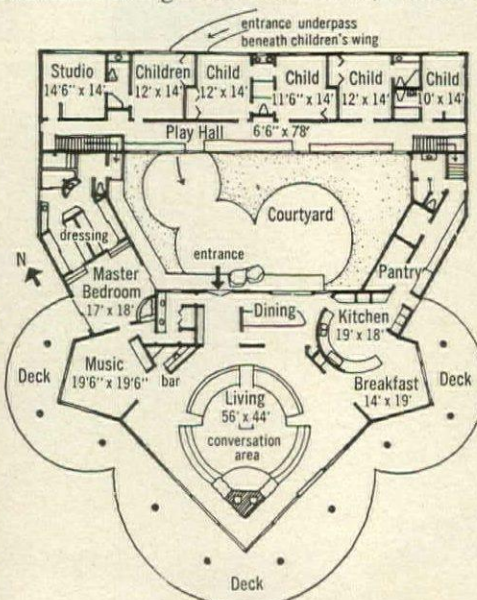 entrance underpass
beneath children's wing
Studio
14'6" x 14'
Children
12' x 14'
Child
12' x 14'
Child
11'6" x 14'
Child
12' x 14'
Child
10' x 14'
Play Hall 6'6" x 78'
Courtyard
dressing
entrance
N
Master
Bedroom
17' x 18'
Pantry
Dining
Kitchen
19' x 18'
Deck
Music
19'6" x 19'6"
bar
Living
56' x 44'
conversation
area
Breakfast
14' x 19'
Deck
Deck